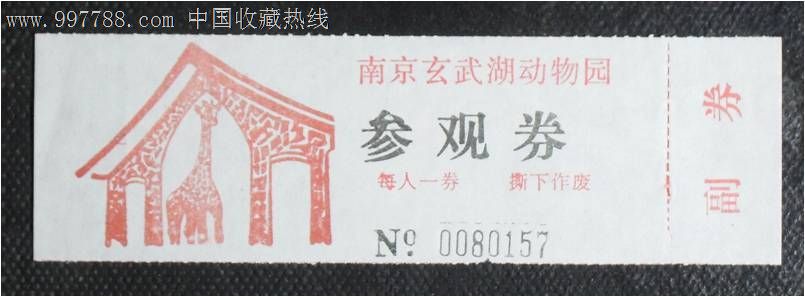 www.997788.com 中国收藏热线
南京玄武湖动物园
参观券
每人一券 撕下作废
№ 0080157
副券